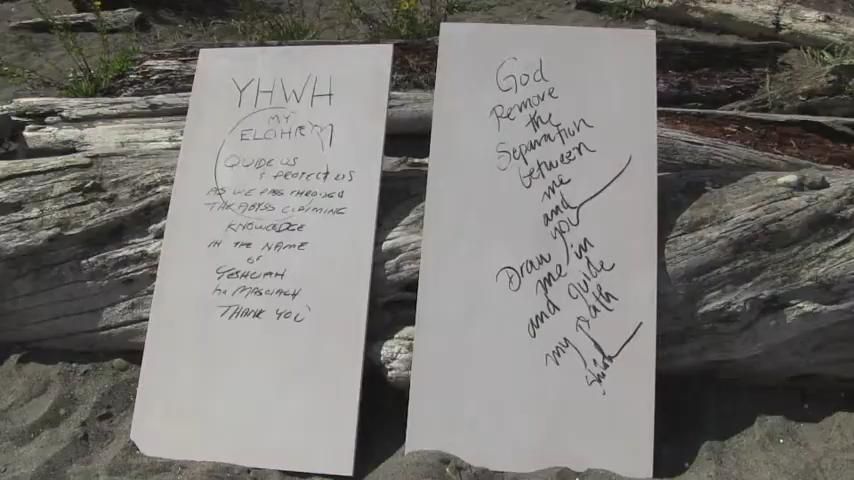 YHWH
MY
ELOHRYM
GUIDE US
& PROTECT US
AS WE PASS THROUGH
THE ABYSS CLAIMING
KNOWLEDGE
IN THE NAME
OF
YESHUAH
ha MASCIACH
THANK YOU
God
Remove
the
Separation
between
me
and
you
Draw
me in
and guide
my path